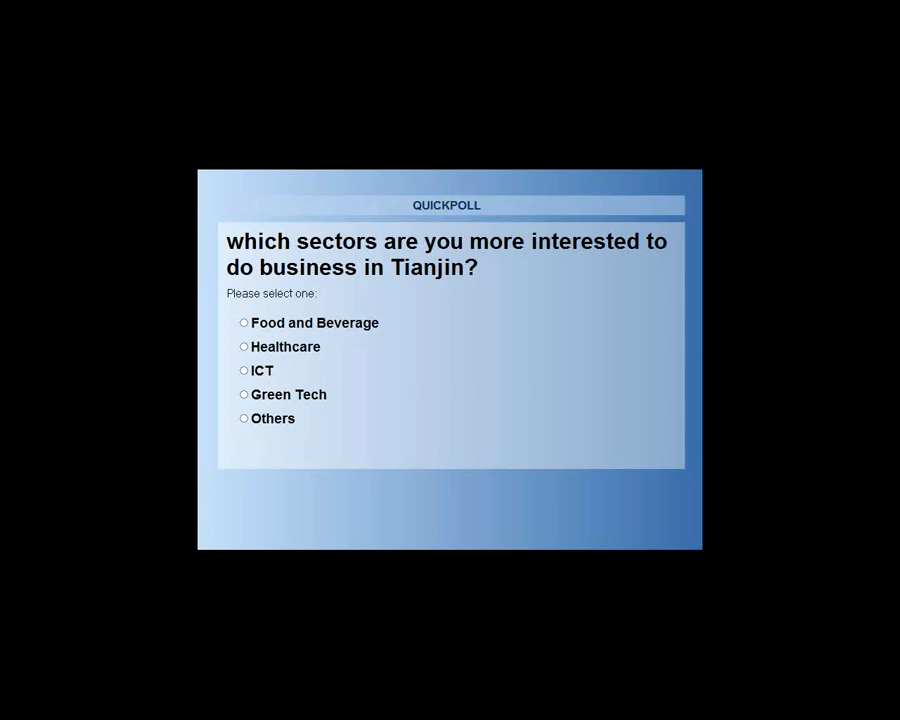 QUICKPOLL
which sectors are you more interested to
do business in Tianjin?
Please select one:
Food and Beverage
Healthcare
ICT
Green Tech
Others